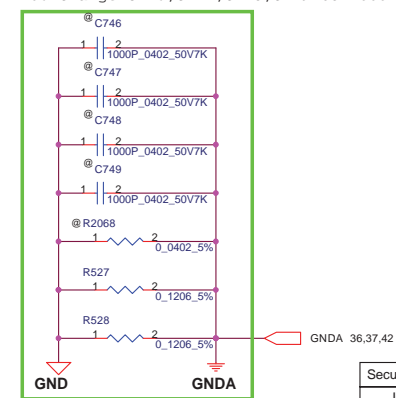 @ C746
1 2
1000P_0402_50V7K
@ C747
1 2
1000P_0402_50V7K
@ C748
1 2
1000P_0402_50V7K
@ C749
1 2
1000P_0402_50V7K
@ R2068
1 2
0_0402_5%
R527
1 2
0_1206_5%
R528
1 2
0_1206_5%
GNDA 36,37,42
GND GNDA
Secu